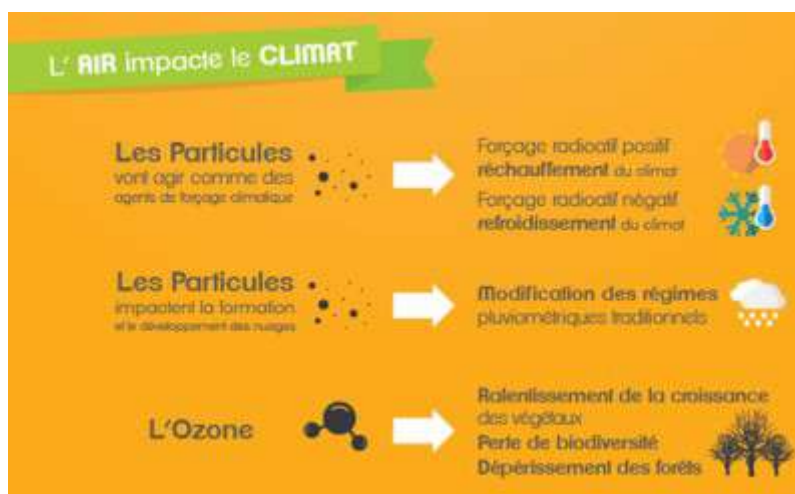 L' AIR impacte le CLIMAT
Les Particules
vont agir comme des
agents de forçage climatique
Forçage radioatif positif
réchauffement du climat
Forçage radioatif négatif
refroidissement du climat
Les Particules
impactent la formation
et le développement des nuages
Modification des régimes
pluviométriques traditionnels
L'Ozone
Ralentissement de la croissance
des végétaux
Perte de biodiversité
Dépérissement des forêts